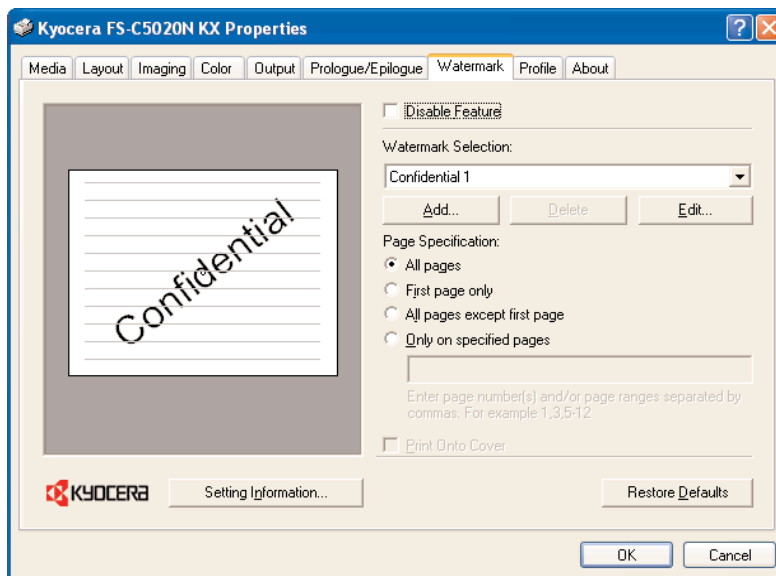 Kyocera FS-C5020N KX Properties
Media Layout Imaging Color Output Prologue/Epilogue Watermark Profile About
Disable Feature
Watermark Selection:
Confidential 1
Add... Delete Edit...
Page Specification:
All pages
First page only
All pages except first page
Only on specified pages
Enter page number(s) and/or page ranges separated by
commas. For example 1,3,5-12
Print Onto Cover
Confidential
KYOCERA Setting Information... Restore Defaults
OK Cancel